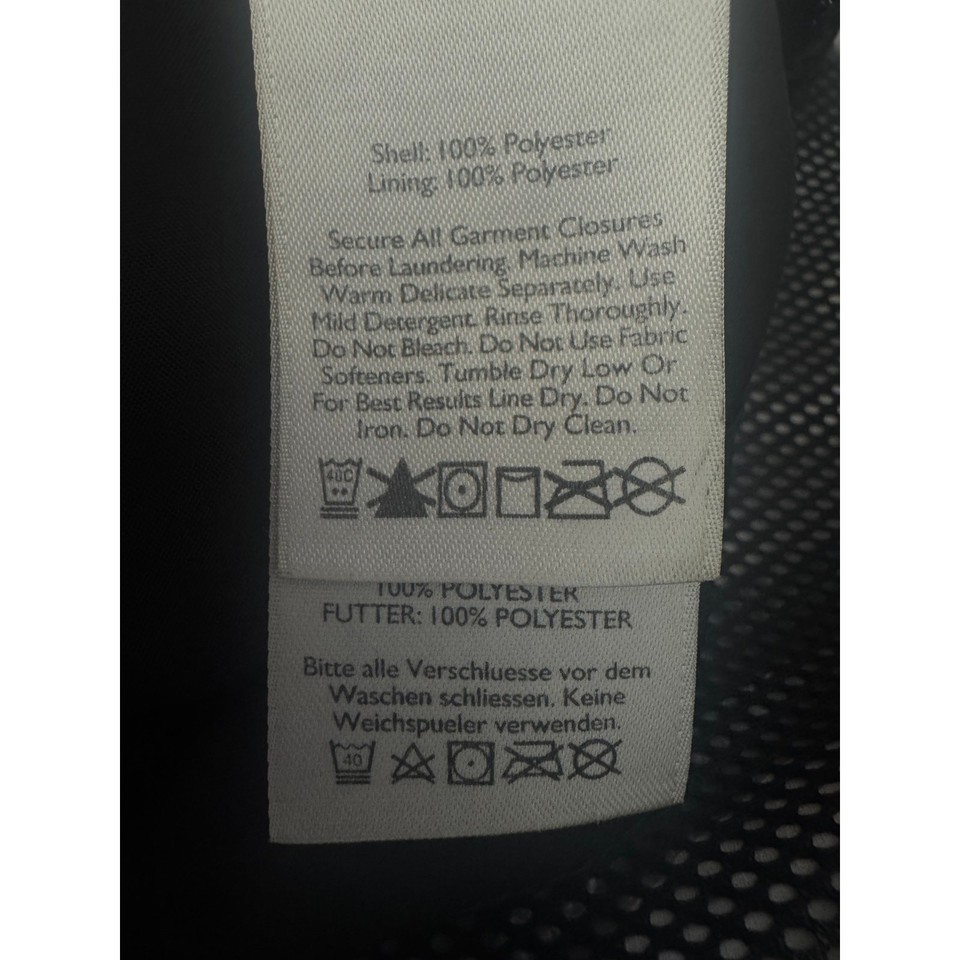 Shell: 100% Polyester
Lining: 100% Polyester
Secure All Garment Closures
Before Laundering. Machine Wash
Warm Delicate Separately. Use
Mild Detergent. Rinse Thoroughly.
Do Not Bleach. Do Not Use Fabric
Softeners. Tumble Dry Low Or
For Best Results Line Dry. Do Not
Iron. Do Not Dry Clean.
40C
100% POLYESTER
FUTTER: 100% POLYESTER
Bitte alle Verschluesse vor dem
Waschen schliessen. Keine
Weichspueler verwenden.
40